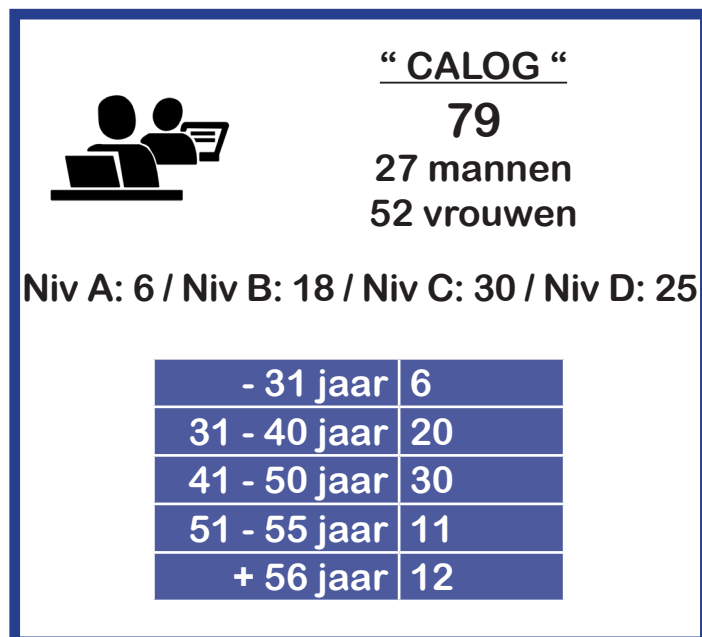 “ CALOG “
79
27 mannen
52 vrouwen
Niv A: 6 / Niv B: 18 / Niv C: 30 / Niv D: 25
- 31 jaar 6
31 - 40 jaar 20
41 - 50 jaar 30
51 - 55 jaar 11
+ 56 jaar 12